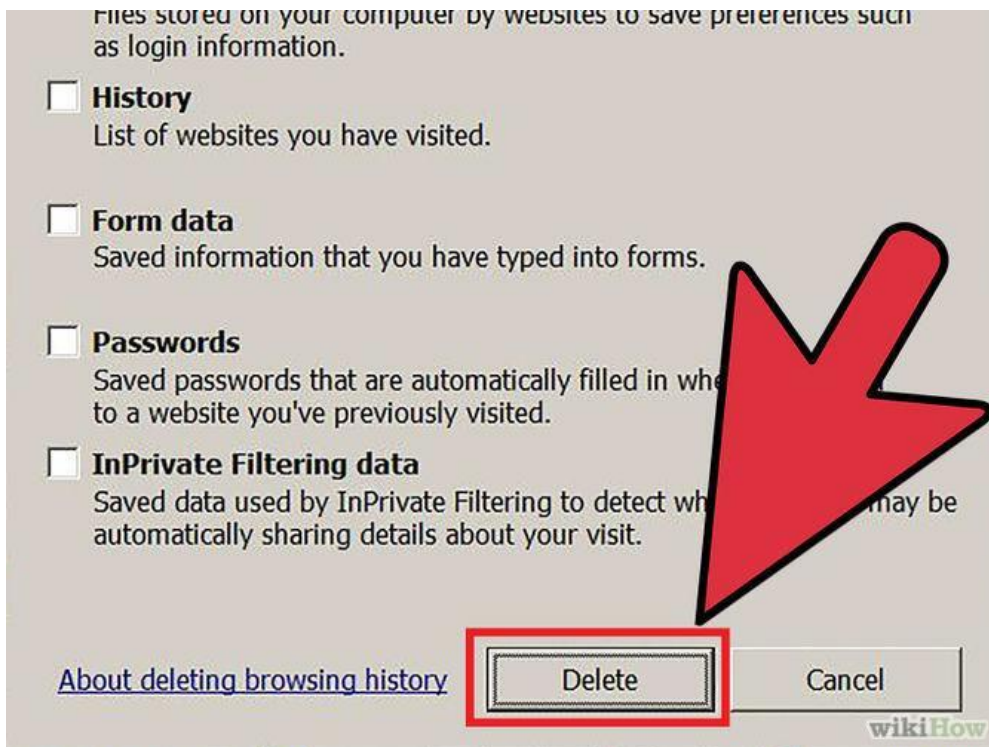 Files stored on your computer by websites to save preferences such
as login information.
History
List of websites you have visited.
Form data
Saved information that you have typed into forms.
Passwords
Saved passwords that are automatically filled in
to a website you've previously visited.
InPrivate Filtering data
Saved data used by InPrivate Filtering to detect may be
automatically sharing details about your visit.
About deleting browsing history Delete Cancel
wikiHow